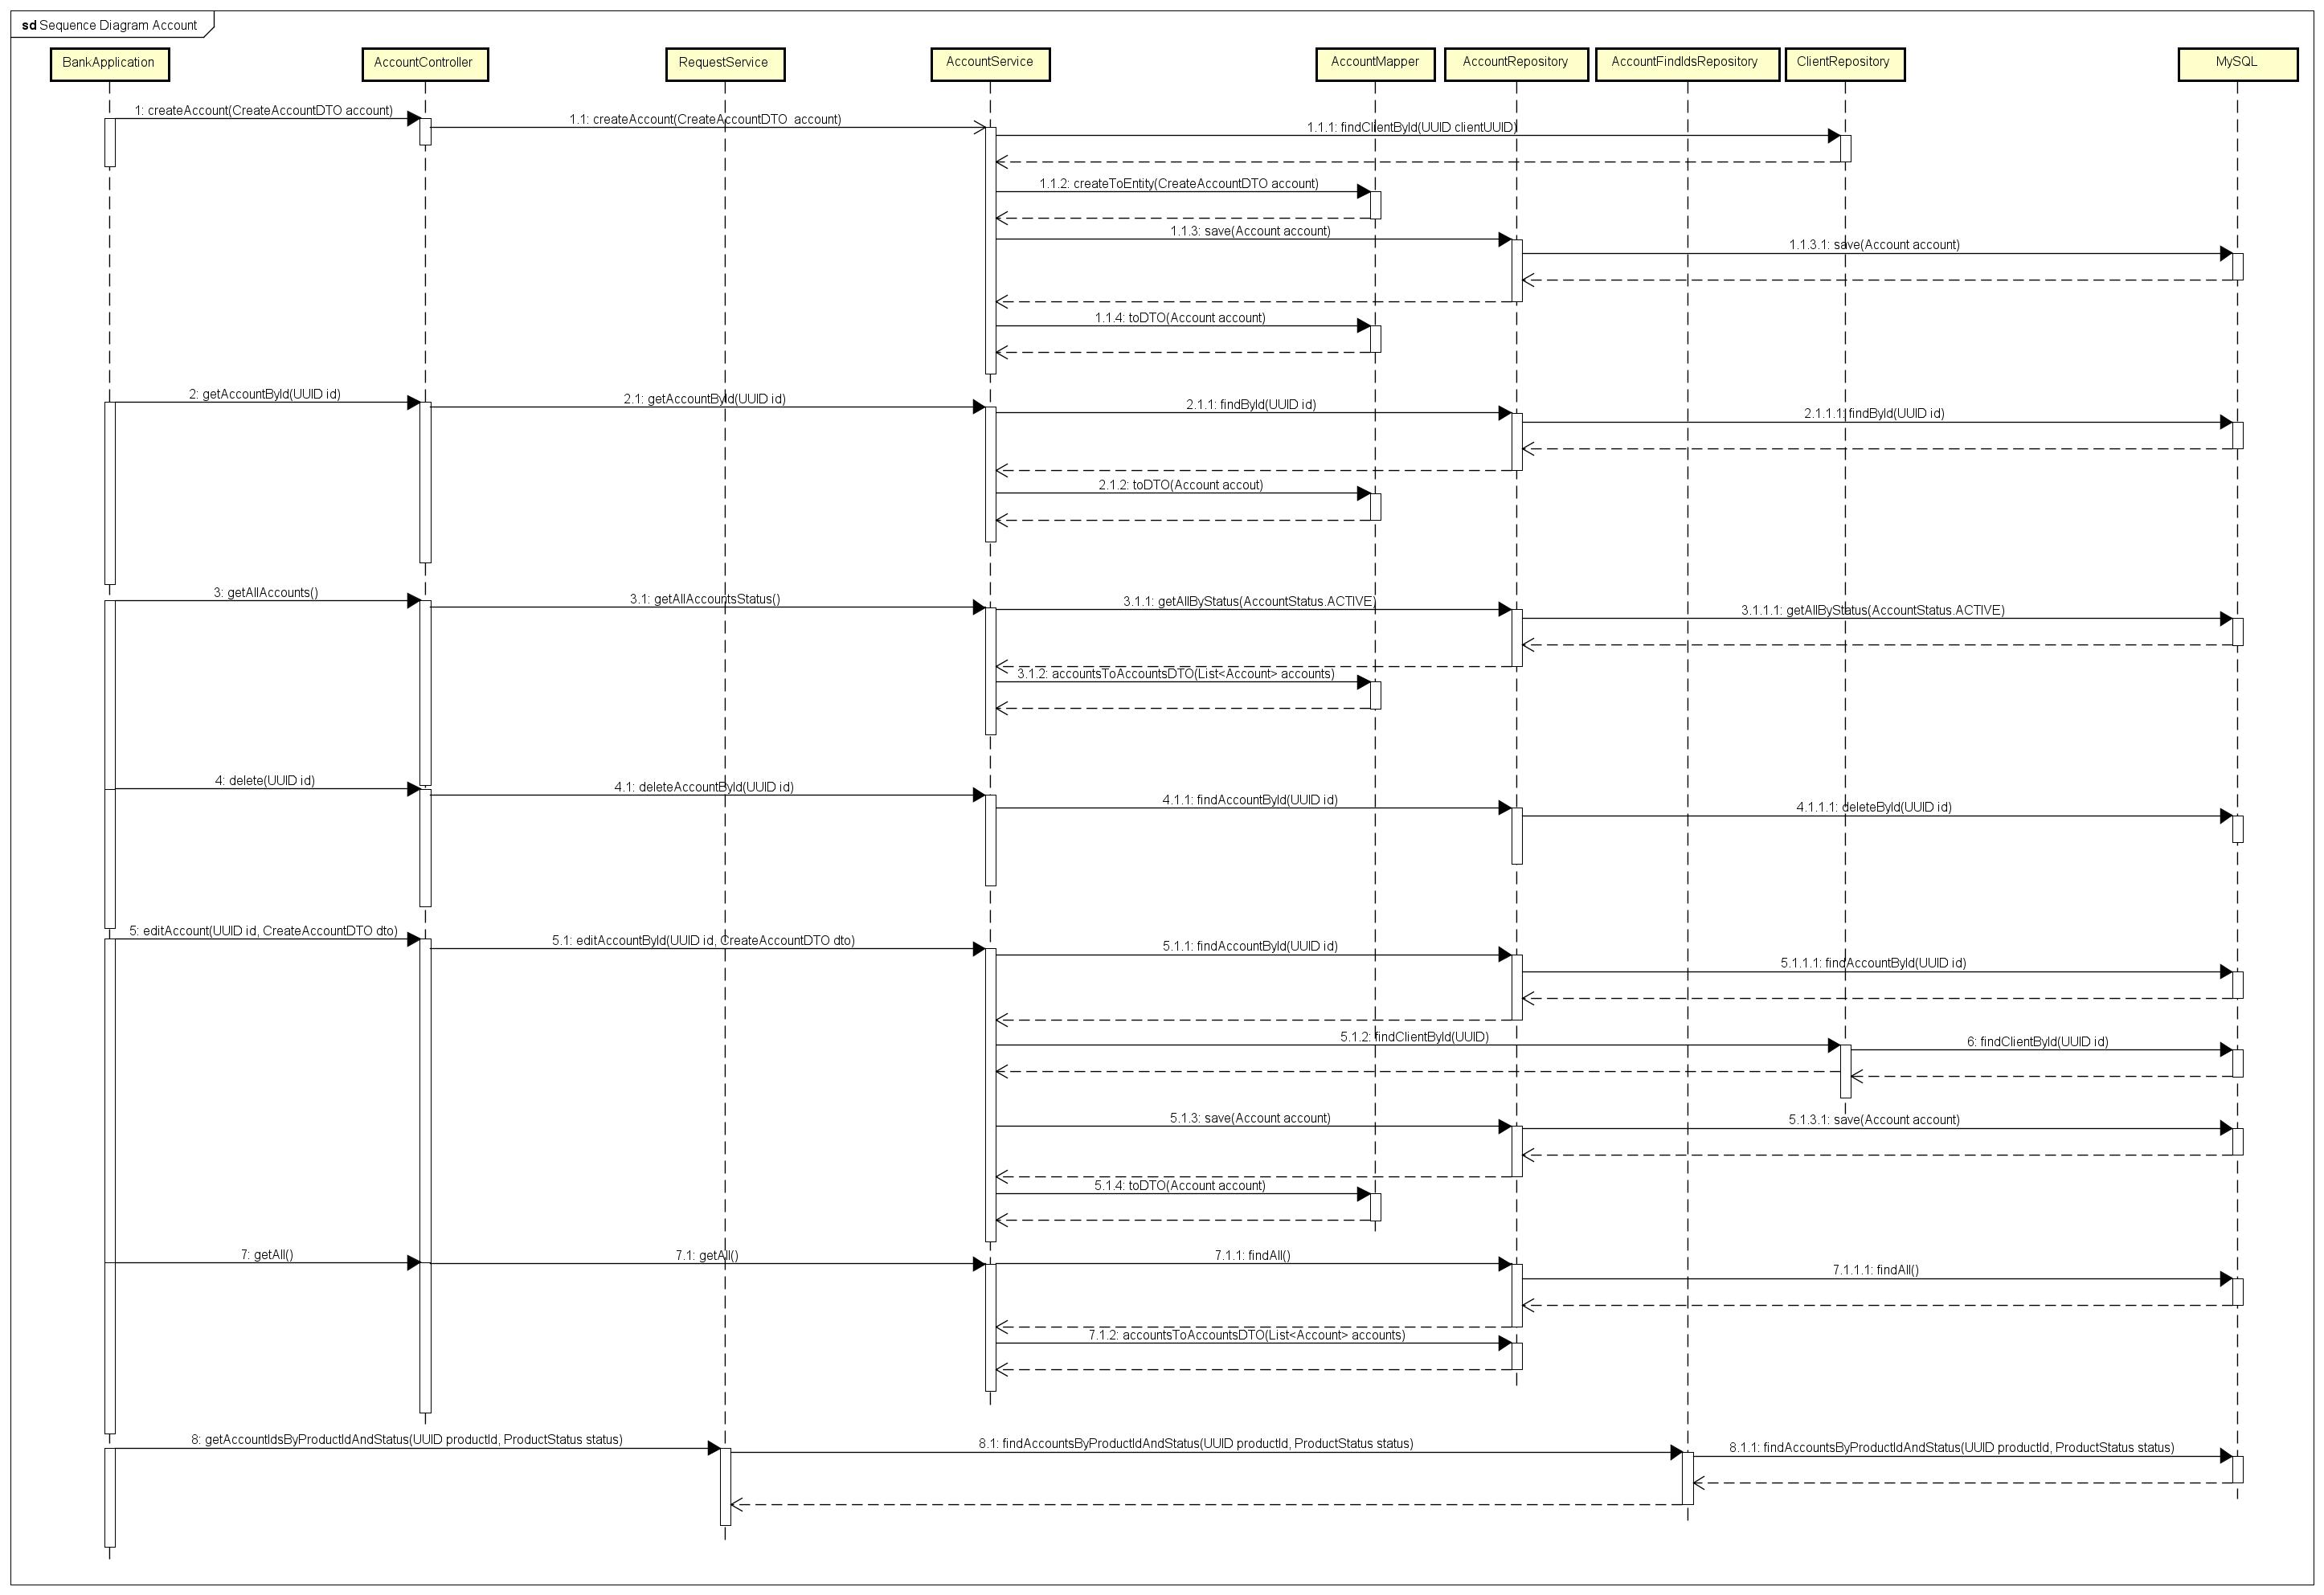 sd Sequence Diagram Account
BankApplication
AccountController
RequestService
AccountService
AccountMapper
AccountRepository
AccountFindIdsRepository
ClientRepository
MySQL
1: createAccount(CreateAccountDTO account)
1.1: createAccount(CreateAccountDTO  account)
1.1.1: findClientById(UUID clientUUID)
1.1.2: createToEntity(CreateAccountDTO account)
1.1.3: save(Account account)
1.1.3.1: save(Account account)
1.1.4: toDTO(Account account)
2: getAccountById(UUID id)
2.1: getAccountById(UUID id)
2.1.1: findById(UUID id)
2.1.1.1: findById(UUID id)
2.1.2: toDTO(Account accout)
3: getAllAccounts()
3.1: getAllAccountsStatus()
3.1.1: getAllByStatus(AccountStatus.ACTIVE)
3.1.1.1: getAllByStatus(AccountStatus.ACTIVE)
3.1.2: accountsToAccountsDTO(List<Account> accounts)
4: delete(UUID id)
4.1: deleteAccountById(UUID id)
4.1.1: findAccountById(UUID id)
4.1.1.1: deleteById(UUID id)
5: editAccount(UUID id, CreateAccountDTO dto)
5.1: editAccountById(UUID id, CreateAccountDTO dto)
5.1.1: findAccountById(UUID id)
5.1.1.1: findAccountById(UUID id)
5.1.2: findClientById(UUID)
6: findClientById(UUID id)
5.1.3: save(Account account)
5.1.3.1: save(Account account)
5.1.4: toDTO(Account account)
7: getAll()
7.1: getAll()
7.1.1: findAll()
7.1.1.1: findAll()
7.1.2: accountsToAccountsDTO(List<Account> accounts)
8: getAccountIdsByProductIdAndStatus(UUID productId, ProductStatus status)
8.1: findAccountsByProductIdAndStatus(UUID productId, ProductStatus status)
8.1.1: findAccountsByProductIdAndStatus(UUID productId, ProductStatus status)